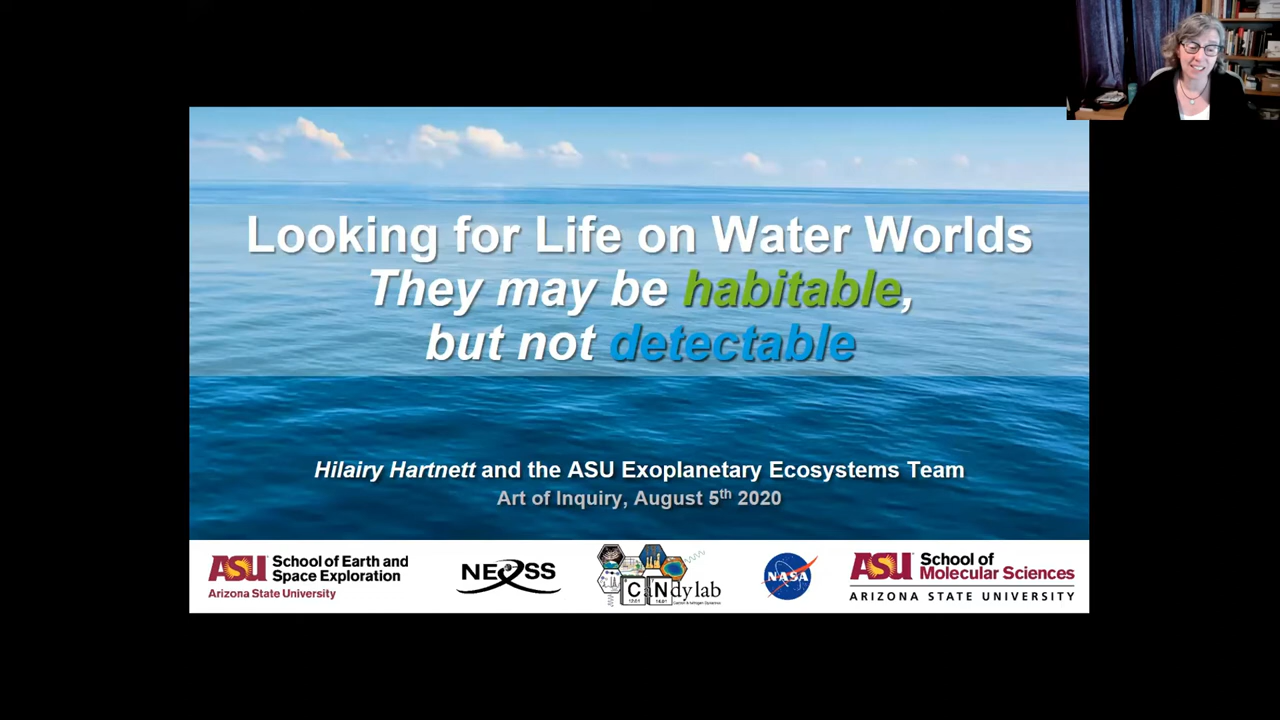 Looking for Life on Water Worlds
They may be habitable,
but not detectable
Hilairy Hartnett and the ASU Exoplanetary Ecosystems Team
Art of Inquiry, August 5th 2020
ASU School of Earth and
Space Exploration
Arizona State University
NExSS
CaNdylab
NASA
ASU School of
Molecular Sciences
ARIZONA STATE UNIVERSITY